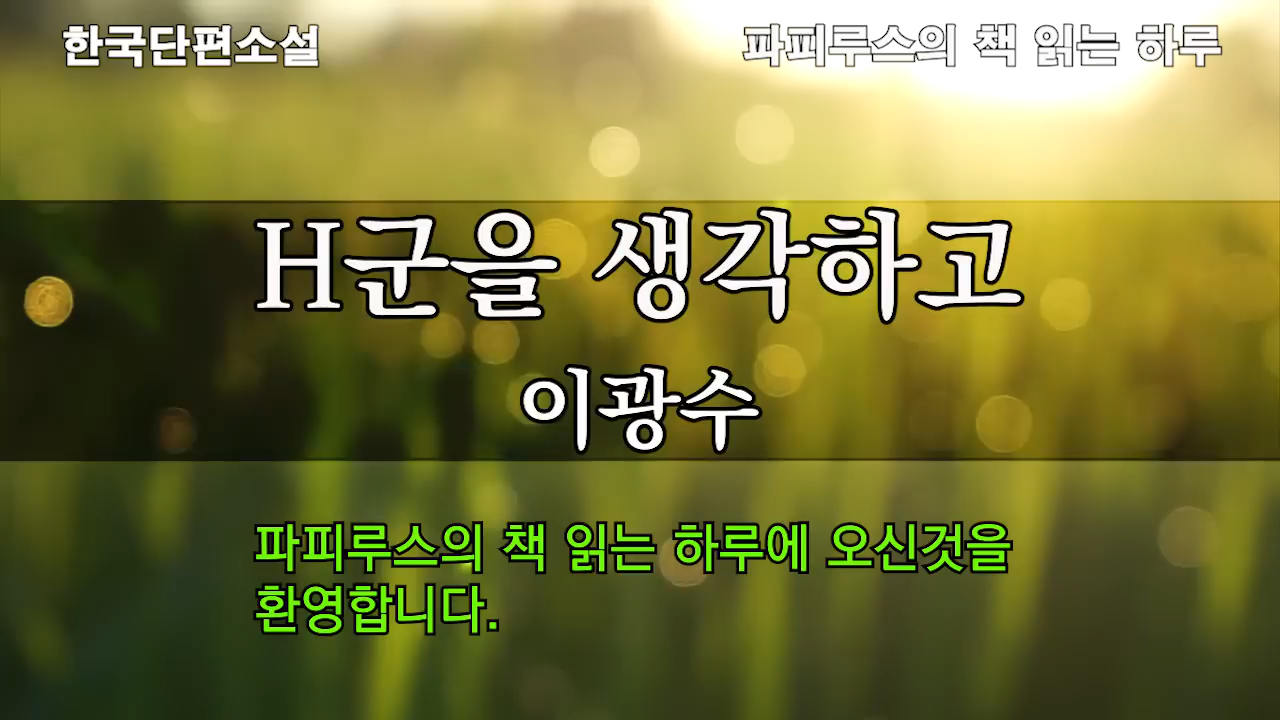 한국단편소설
파피루스의 책 읽는 하루
H군을 생각하고
이광수
파피루스의 책 읽는 하루에 오신것을
환영합니다.